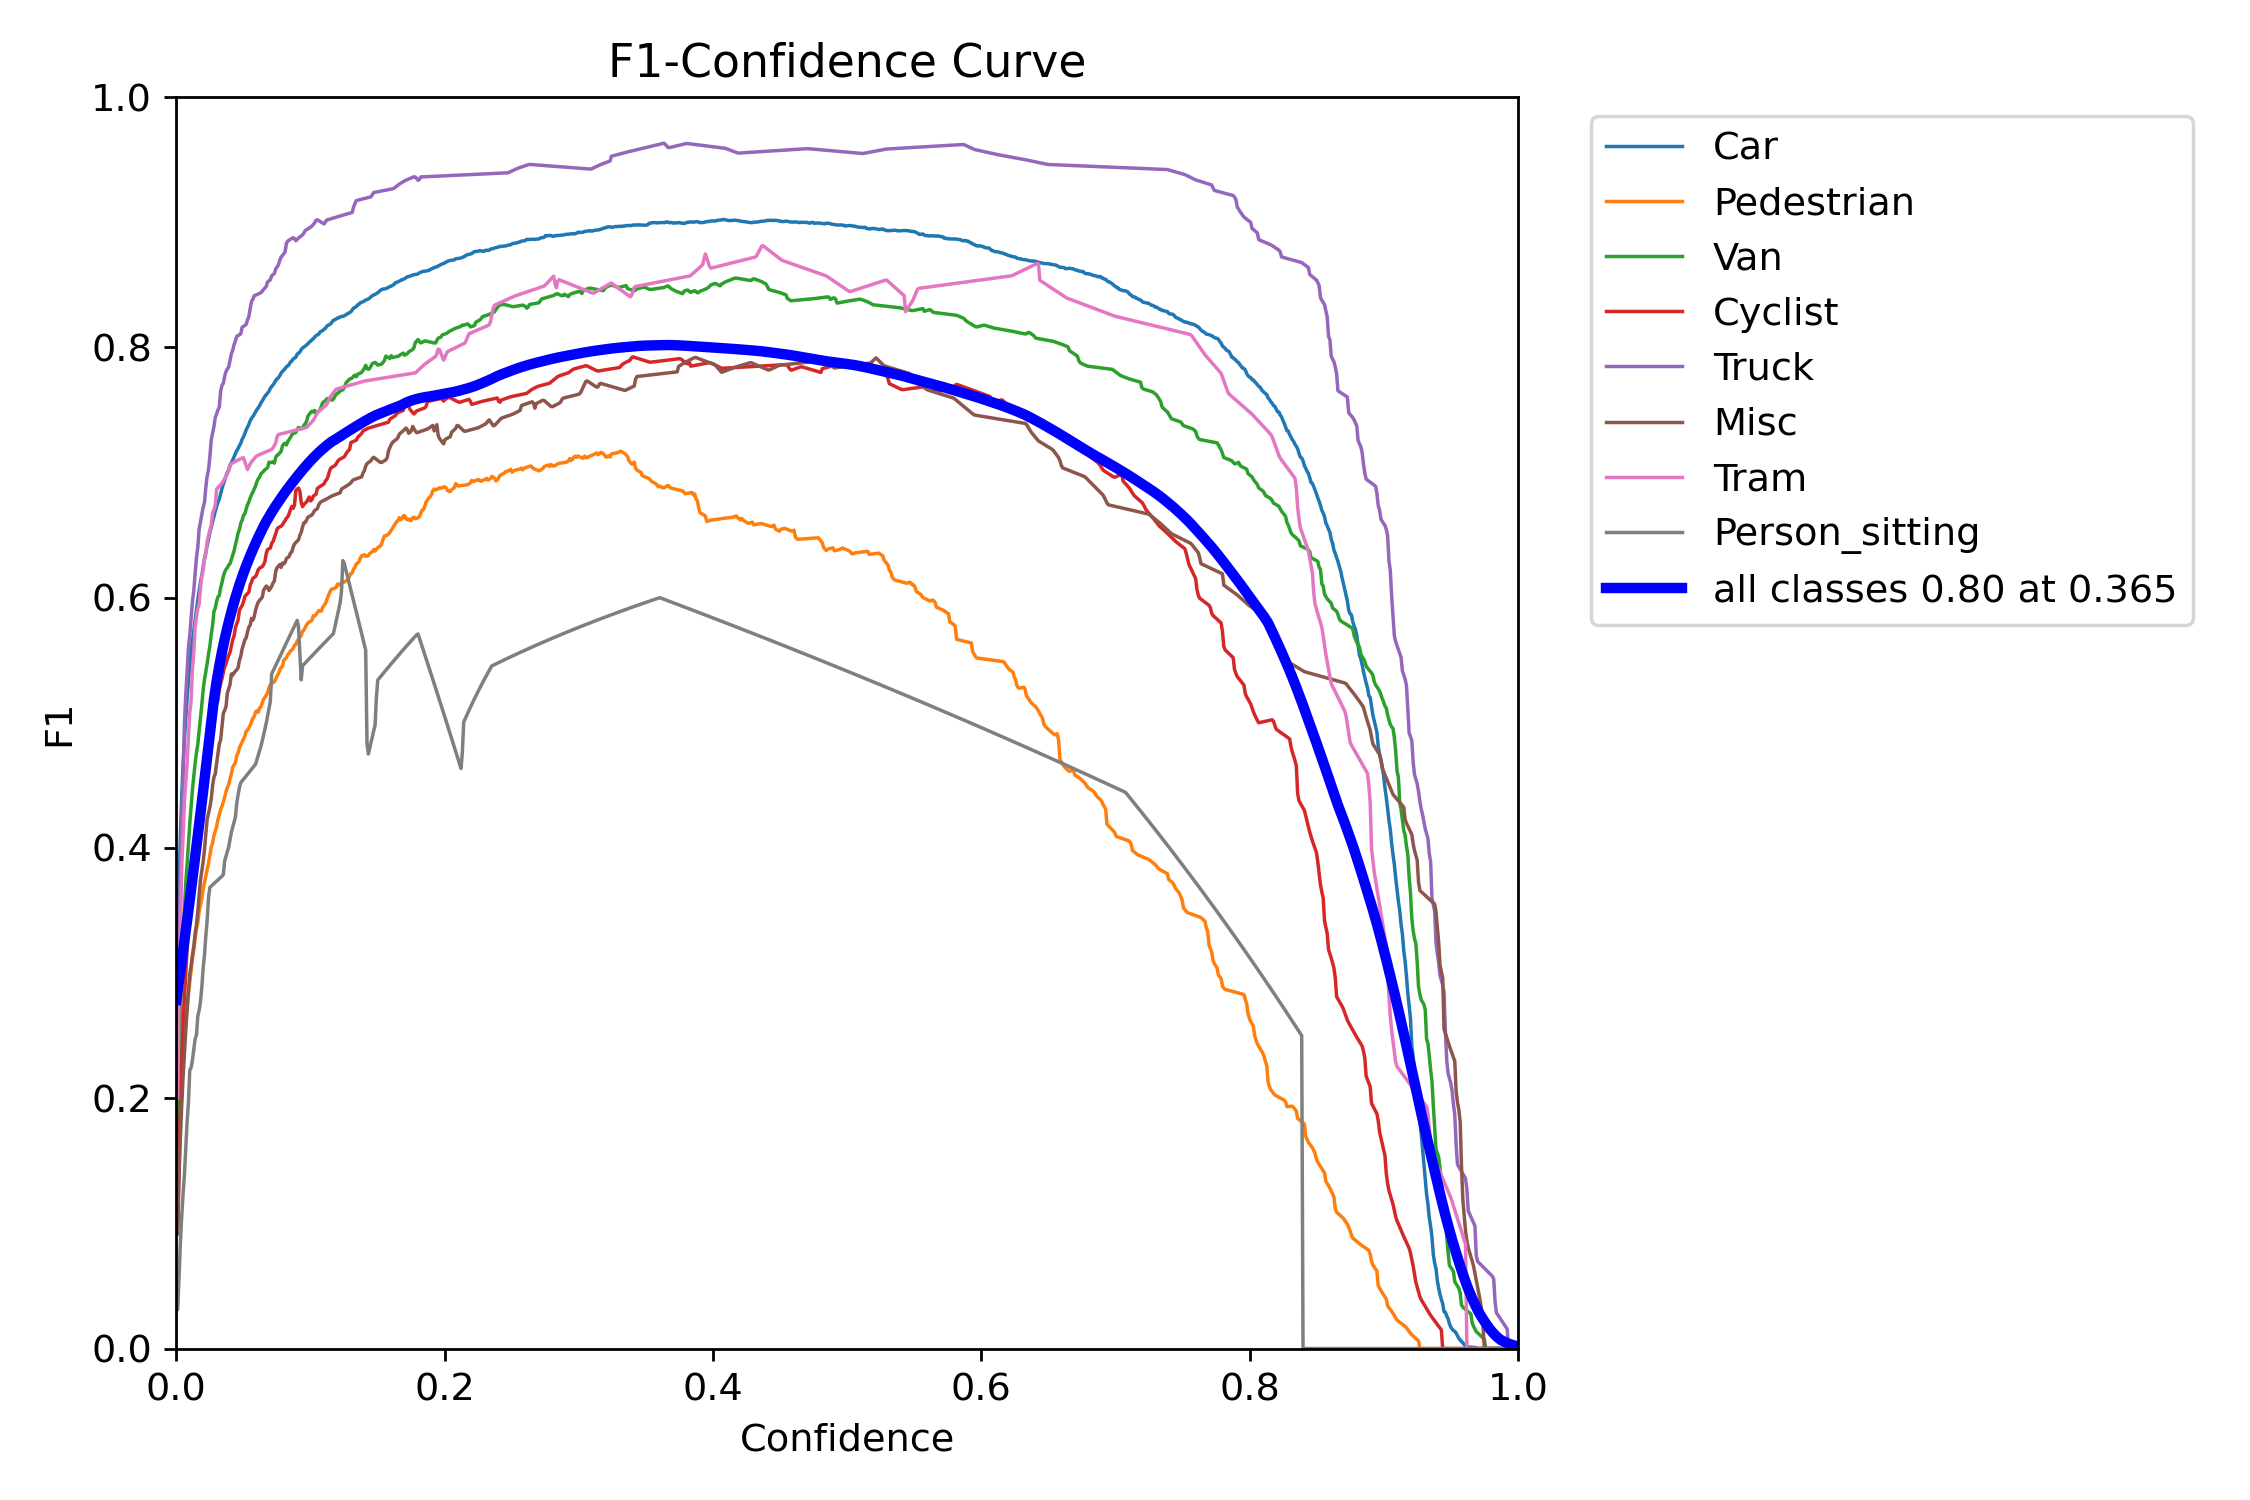 F1-Confidence Curve
1.0
0.8
0.6
0.4
0.2
0.0
F1
0.0 0.2 0.4 0.6 0.8 1.0
Confidence
Car
Pedestrian
Van
Cyclist
Truck
Misc
Tram
Person_sitting
all classes 0.80 at 0.365